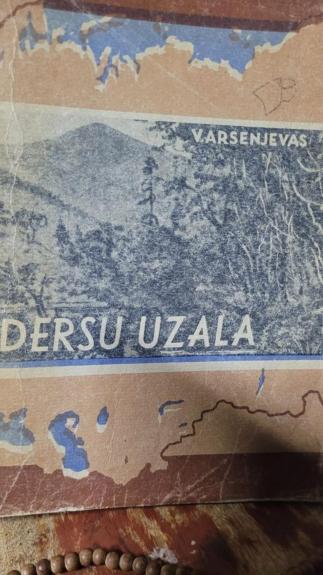 V. ARSENJEVAS
DERSU UZALA